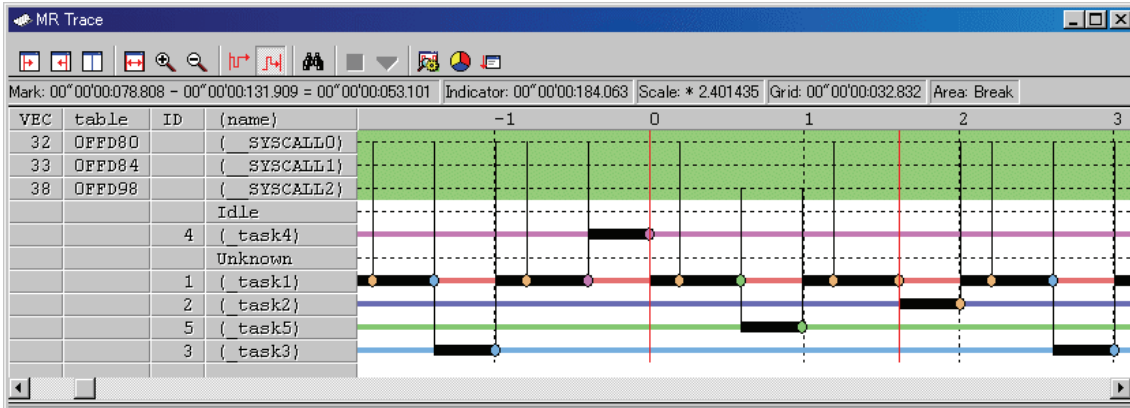 MR Trace
Mark: 00"00'00:078.808 - 00"00'00:131.909 = 00"00'00:053.101 Indicator: 00"00'00:184.063 Scale: * 2.401435 Grid: 00"00'00:032.832 Area: Break
VEC table ID (name) -1 0 1 2 3
32 0FFD80 (__SYSCALL0)
33 0FFD84 (__SYSCALL1)
38 0FFD98 (__SYSCALL2)
Idle
4 (_task4)
Unknown
1 (_task1)
2 (_task2)
5 (_task5)
3 (_task3)